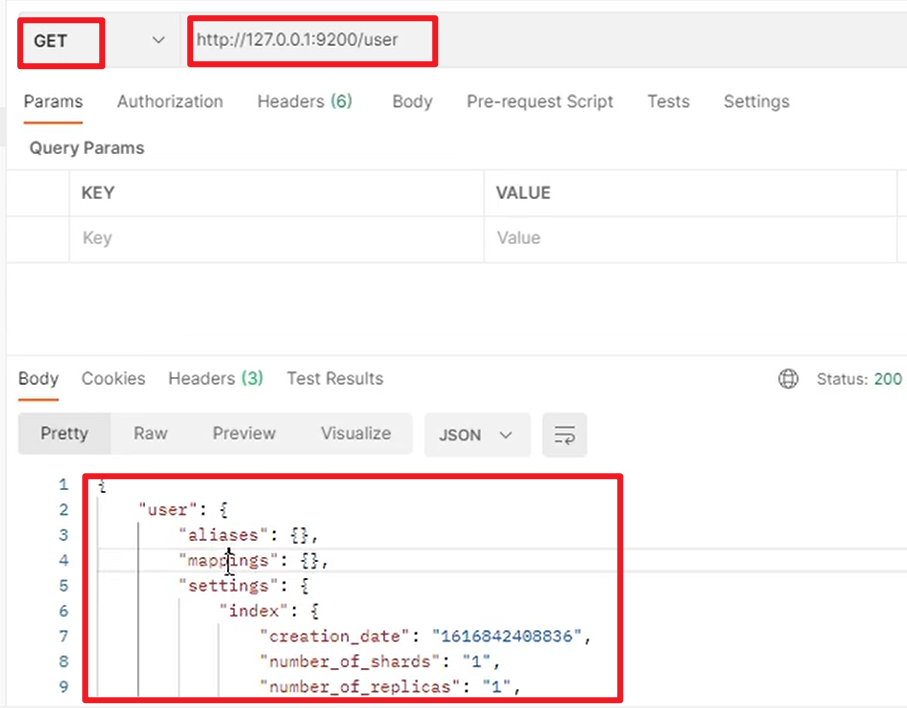 GET http://127.0.0.1:9200/user
Params Authorization Headers (6) Body Pre-request Script Tests Settings
Query Params
KEY VALUE
Key Value
Body Cookies Headers (3) Test Results Status: 200
Pretty Raw Preview Visualize JSON
1 {
2 "user": {
3 "aliases": {},
4 "mappings": {},
5 "settings": {
6 "index": {
7 "creation_date": "1616842408836",
8 "number_of_shards": "1",
9 "number_of_replicas": "1",